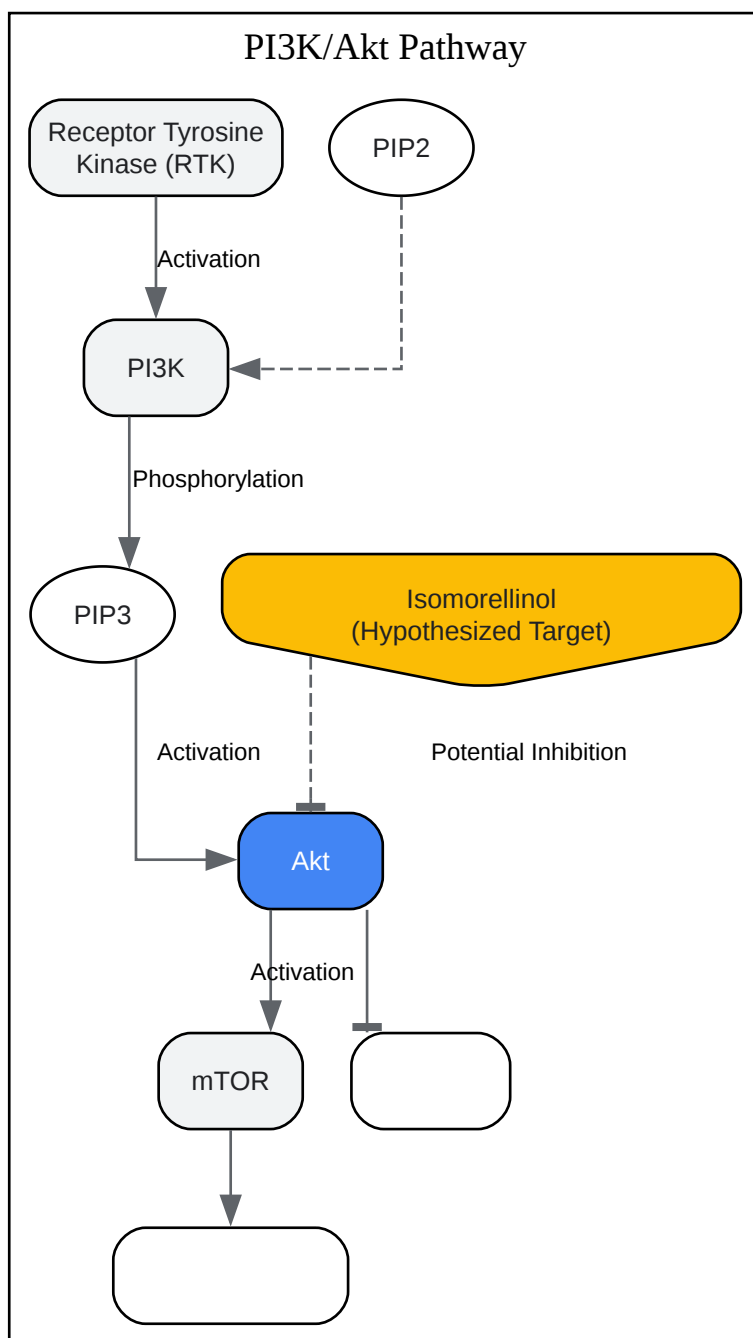 PI3K/Akt Pathway
Receptor Tyrosine
Kinase (RTK)
PIP2
Activation
PI3K
Phosphorylation
PIP3
Isomorellinol
(Hypothesized Target)
Activation
Potential Inhibition
Akt
Activation
mTOR